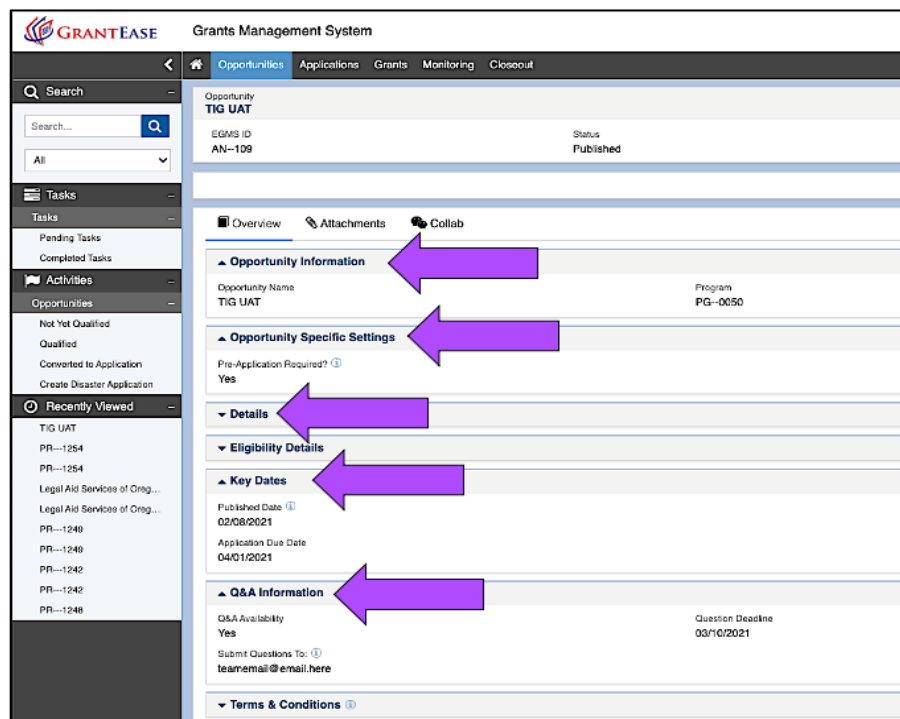 GRANTEASE Grants Management System
Opportunities Applications Grants Monitoring Closeout
Search
Search...
All
Tasks
Tasks
Pending Tasks
Completed Tasks
Activities
Opportunities
Not Yet Qualified
Qualified
Converted to Application
Create Disaster Application
Recently Viewed
TIG UAT
PR---1254
PR---1254
Legal Aid Services of Oreg...
Legal Aid Services of Oreg...
PR---1249
PR---1249
PR---1242
PR---1242
PR---1248
Opportunity
TIG UAT
EGMS ID Status
AN--109 Published
Overview Attachments Collab
Opportunity Information
Opportunity Name Program
TIG UAT PG--0050
Opportunity Specific Settings
Pre-Application Required?
Yes
Details
Eligibility Details
Key Dates
Published Date
02/08/2021
Application Due Date
04/01/2021
Q&A Information
Q&A Availability Question Deadline
Yes 03/10/2021
Submit Questions To:
teamemail@email.here
Terms & Conditions